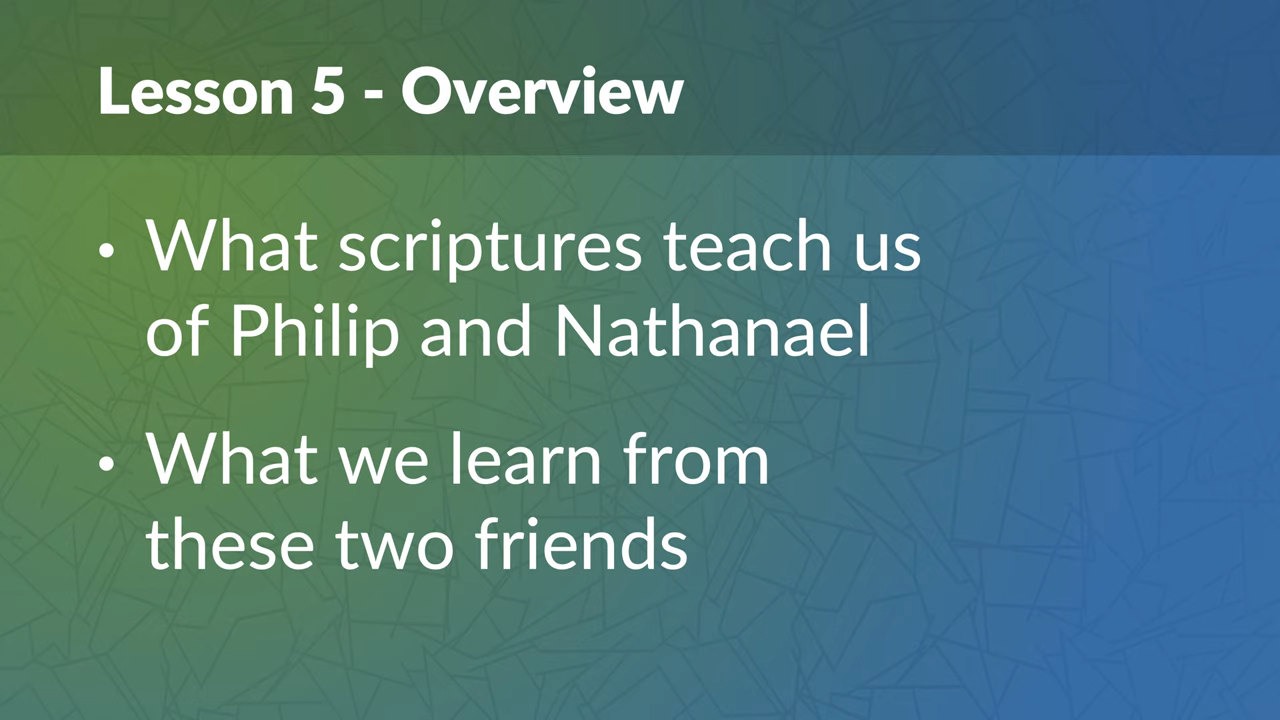 Lesson 5 - Overview
• What scriptures teach us
of Philip and Nathanael
• What we learn from
these two friends